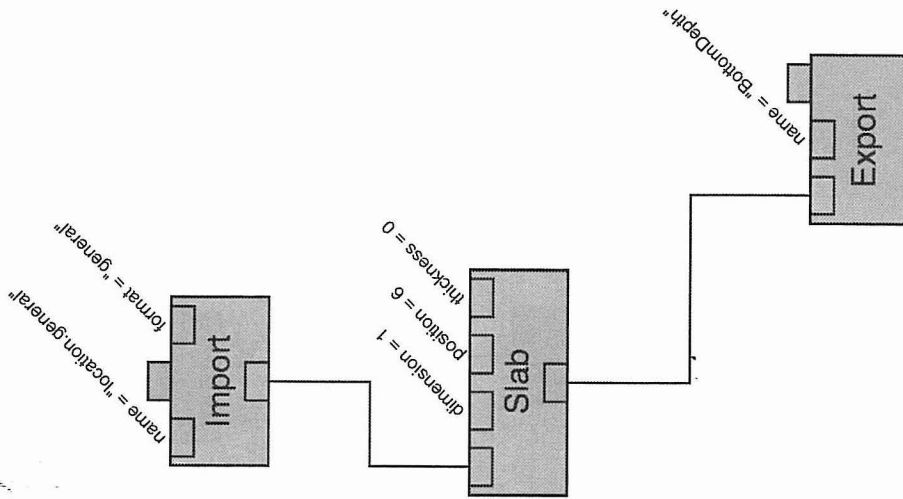 name = "location.general"
format = "general"
Import
dimension = 1
position = 6
thickness = 0
Slab
name = "BottomDepth"
Export